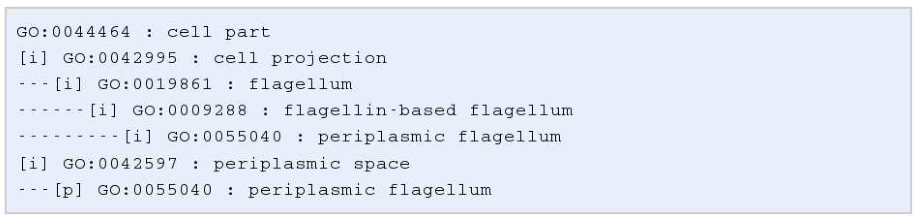 GO:0044464 : cell part
[i] GO:0042995 : cell projection
---[i] GO:0019861 : flagellum
------[i] GO:0009288 : flagellin-based flagellum
---------[i] GO:0055040 : periplasmic flagellum
[i] GO:0042597 : periplasmic space
---[p] GO:0055040 : periplasmic flagellum